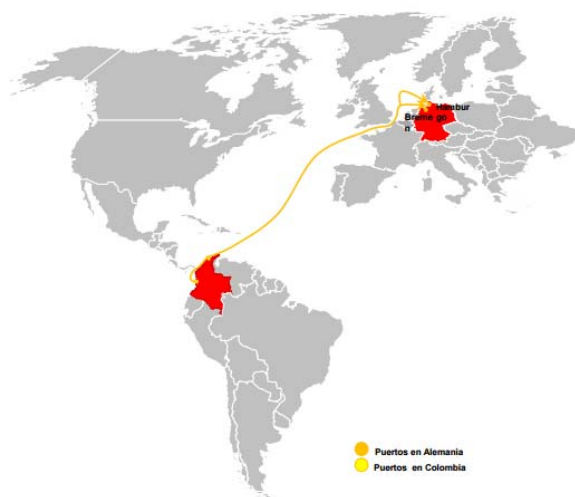 Hambur
Breme go
n
Puertos en Alemania
Puertos en Colombia